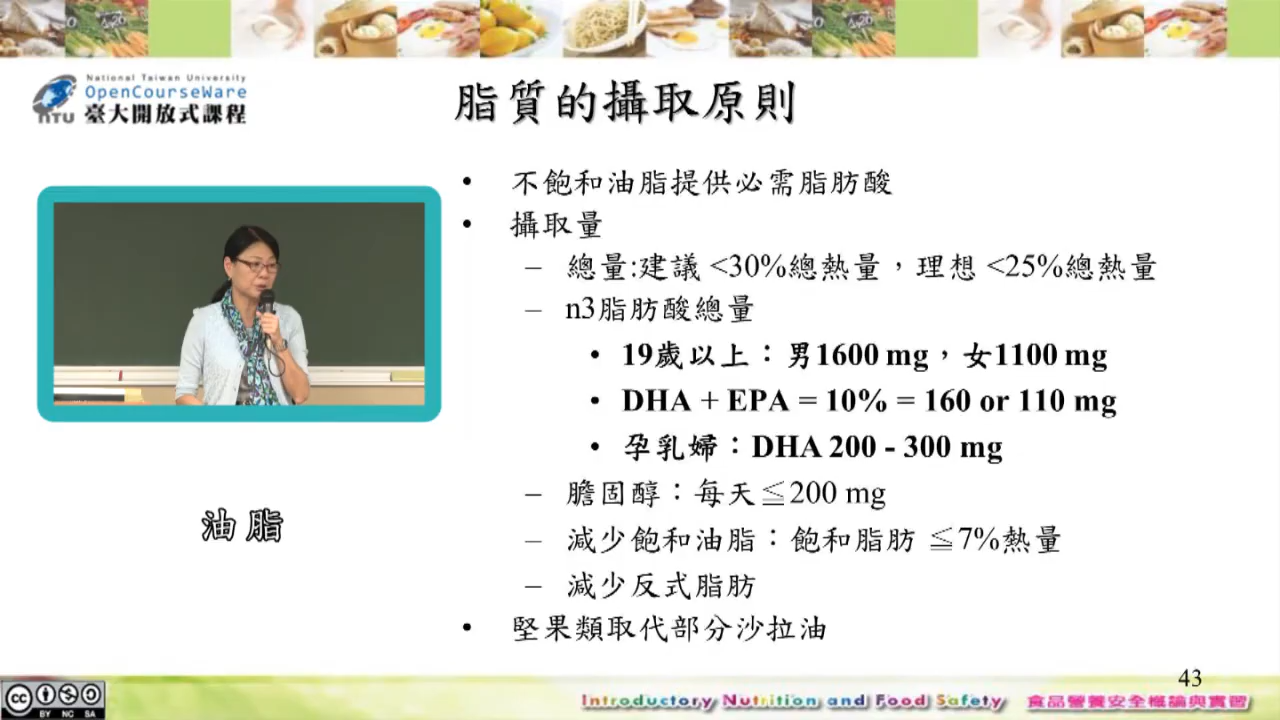 National Taiwan University
OpenCourseWare
NTU 臺大開放式課程
脂質的攝取原則
• 不飽和油脂提供必需脂肪酸
• 攝取量
– 總量:建議 <30%總熱量，理想 <25%總熱量
– n3脂肪酸總量
• 19歲以上：男1600 mg，女1100 mg
• DHA + EPA = 10% = 160 or 110 mg
• 孕乳婦：DHA 200 - 300 mg
– 膽固醇：每天≦200 mg
– 減少飽和油脂：飽和脂肪 ≦7%熱量
– 減少反式脂肪
• 堅果類取代部分沙拉油
油脂
43
cc BY NC SA
Introductory Nutrition and Food Safety 食品營養安全概論與實習